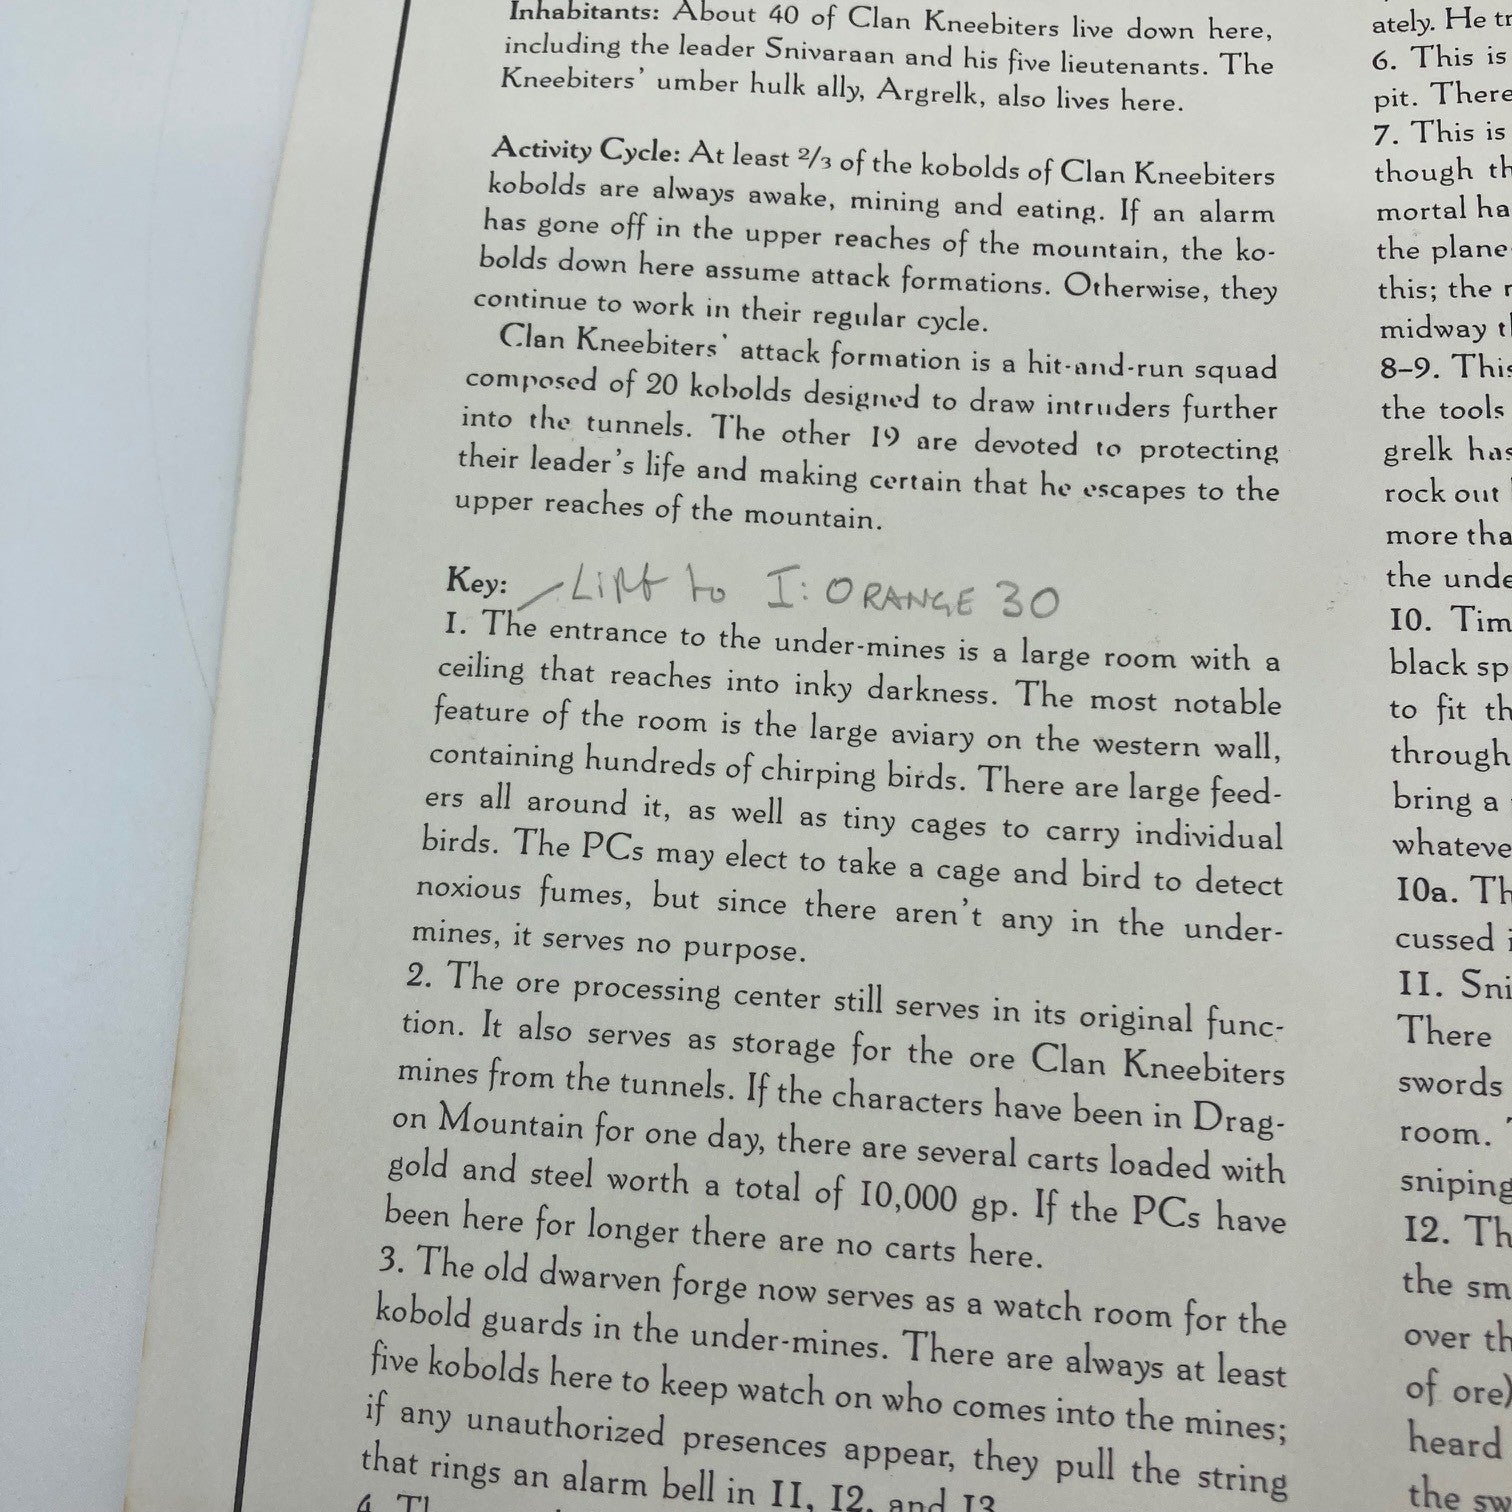 Inhabitants: About 40 of Clan Kneebiters live down here,
including the leader Snivaraan and his five lieutenants. The
Kneebiters' umber hulk ally, Argrelk, also lives here.
Activity Cycle: At least 2/3 of the kobolds of Clan Kneebiters
kobolds are always awake, mining and eating. If an alarm
has gone off in the upper reaches of the mountain, the ko-
bolds down here assume attack formations. Otherwise, they
continue to work in their regular cycle.
Clan Kneebiters' attack formation is a hit-and-run squad
composed of 20 kobolds designed to draw intruders further
into the tunnels. The other 19 are devoted to protecting
their leader's life and making certain that he escapes to the
upper reaches of the mountain.
Key: Lift to I: ORANGE 30
1. The entrance to the under-mines is a large room with a
ceiling that reaches into inky darkness. The most notable
feature of the room is the large aviary on the western wall,
containing hundreds of chirping birds. There are large feed-
ers all around it, as well as tiny cages to carry individual
birds. The PCs may elect to take a cage and bird to detect
noxious fumes, but since there aren't any in the under-
mines, it serves no purpose.
2. The ore processing center still serves in its original func-
tion. It also serves as storage for the ore Clan Kneebiters
mines from the tunnels. If the characters have been in Drag-
on Mountain for one day, there are several carts loaded with
gold and steel worth a total of 10,000 gp. If the PCs have
been here for longer there are no carts here.
3. The old dwarven forge now serves as a watch room for the
kobold guards in the under-mines. There are always at least
five kobolds here to keep watch on who comes into the mines;
if any unauthorized presences appear, they pull the string
that rings an alarm bell in 11, 12, and 13
4. 
ately. He
6. This is
pit. There
7. This is
though
mortal
the plane
this; the
midway
8–9. This
the tools
grelk has
rock out
more
the
10.
black
to fit
through
bring a
10a.
cussed
11.
There
swords
room.
sniping
12.
the
over
of ore)
heard
the